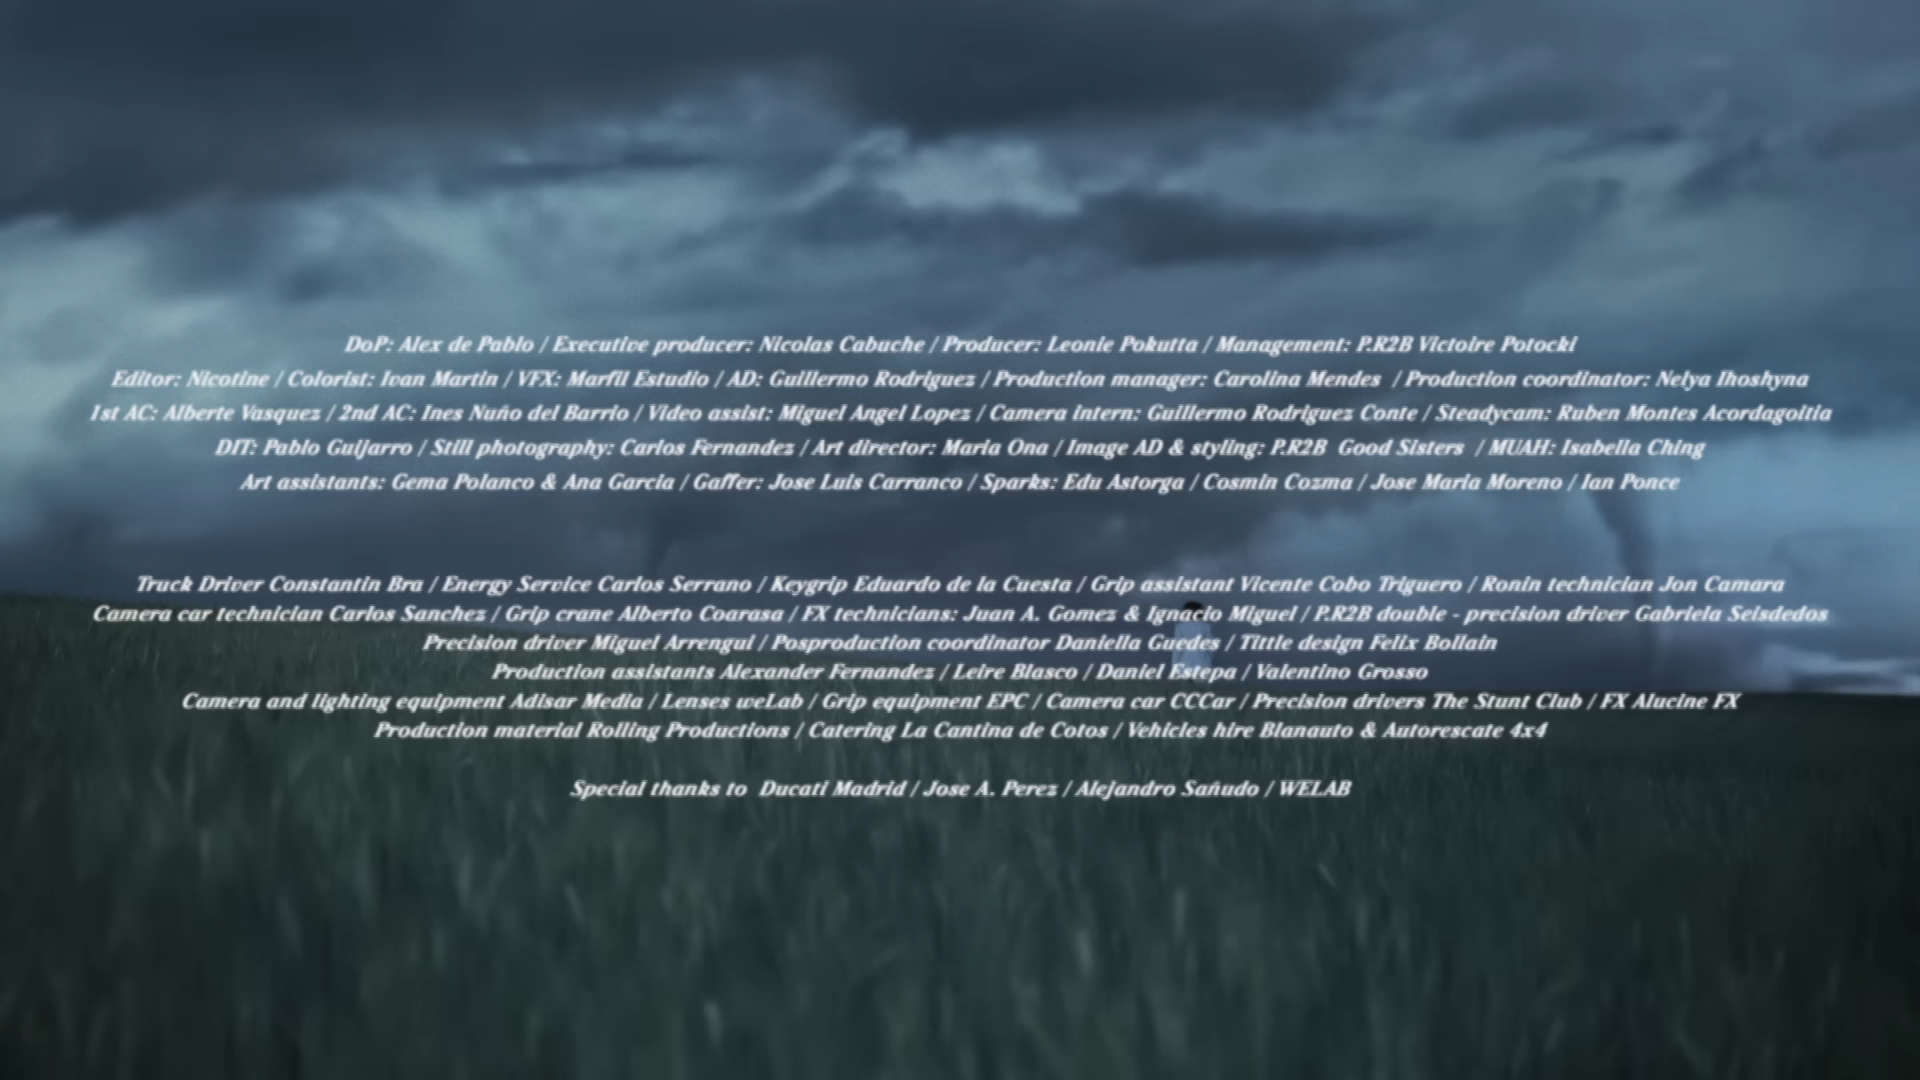 DoP: Alex de Pablo / Executive producer: Nicolas Cabuche / Producer: Leonie Pokutta / Management: P.R2B Victoire Potocki
Editor: Nicotine / Colorist: Ivan Martin / VFX: Marfil Estudio / AD: Guillermo Rodriguez / Production manager: Carolina Mendes / Production coordinator: Nelya Ihoshyna
1st AC: Alberte Vasquez / 2nd AC: Ines Nuño del Barrio / Video assist: Miguel Angel Lopez / Camera intern: Guillermo Rodriguez Conte / Steadycam: Ruben Montes Acordagoitia
DIT: Pablo Guijarro / Still photography: Carlos Fernandez / Art director: Maria Ona / Image AD & styling: P.R2B Good Sisters / MUAH: Isabella Ching
Art assistants: Gema Polanco & Ana Garcia / Gaffer: Jose Luis Carranco / Sparks: Edu Astorga / Cosmin Cozma / Jose Maria Moreno / Ian Ponce
Truck Driver Constantin Bra / Energy Service Carlos Serrano / Keygrip Eduardo de la Cuesta / Grip assistant Vicente Cobo Triguero / Ronin technician Jon Camara
Camera car technician Carlos Sanchez / Grip crane Alberto Coarasa / FX technicians: Juan A. Gomez & Ignacio Miguel / P.R2B double - precision driver Gabriela Seisdedos
Precision driver Miguel Arrengui / Posproduction coordinator Daniella Guedes / Tittle design Felix Bollain
Production assistants Alexander Fernandez / Leire Blasco / Daniel Estepa / Valentino Grosso
Camera and lighting equipment Adisar Media / Lenses weLab / Grip equipment EPC / Camera car CCCar / Precision drivers The Stunt Club / FX Alucine FX
Production material Rolling Productions / Catering La Cantina de Cotos / Vehicles hire Blanauto & Autorescate 4x4
Special thanks to Ducati Madrid / Jose A. Perez / Alejandro Sañudo / WELAB